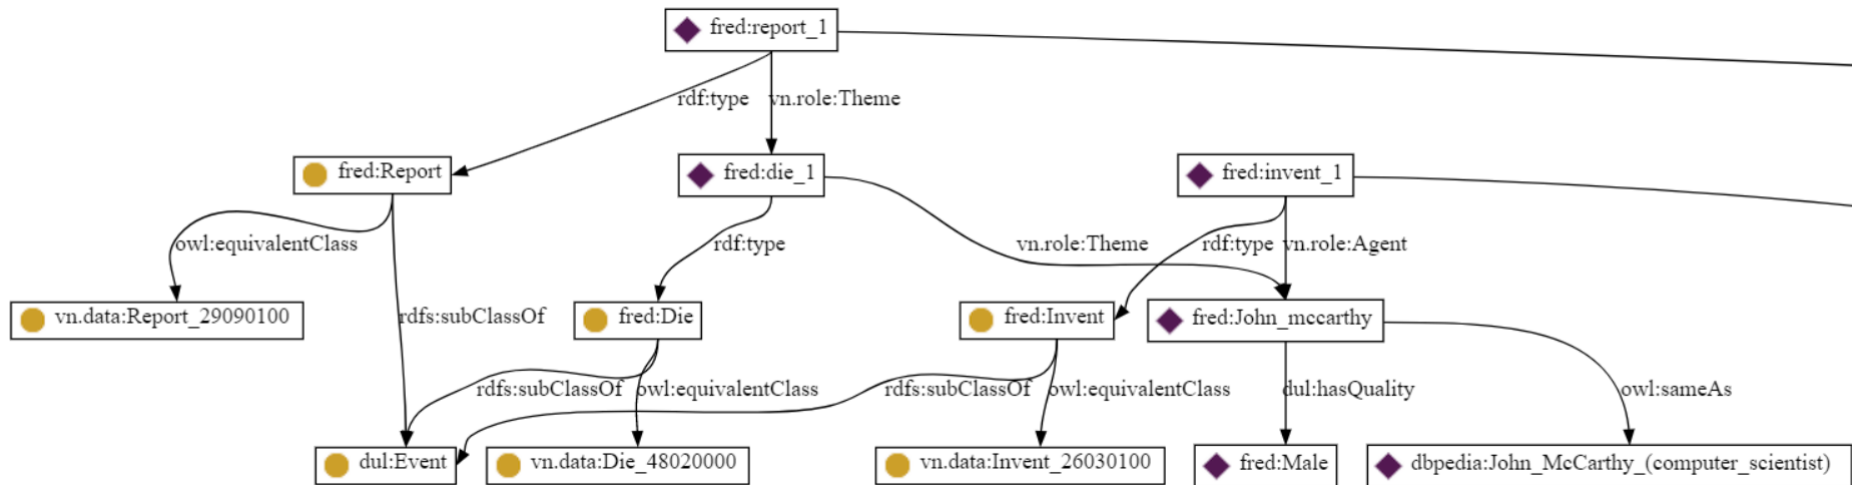 fred:report_1
rdf:type
vn.role:Theme
fred:Report
fred:die_1
fred:invent_1
owl:equivalentClass
rdf:type
vn.role:Theme
rdf:type
vn.role:Agent
vn.data:Report_29090100
rdfs:subClassOf
fred:Die
fred:Invent
fred:John_mccarthy
rdfs:subClassOf
owl:equivalentClass
rdfs:subClassOf
owl:equivalentClass
dul:hasQuality
owl:sameAs
dul:Event
vn.data:Die_48020000
vn.data:Invent_26030100
fred:Male
dbpedia:John_McCarthy_(computer_scientist)